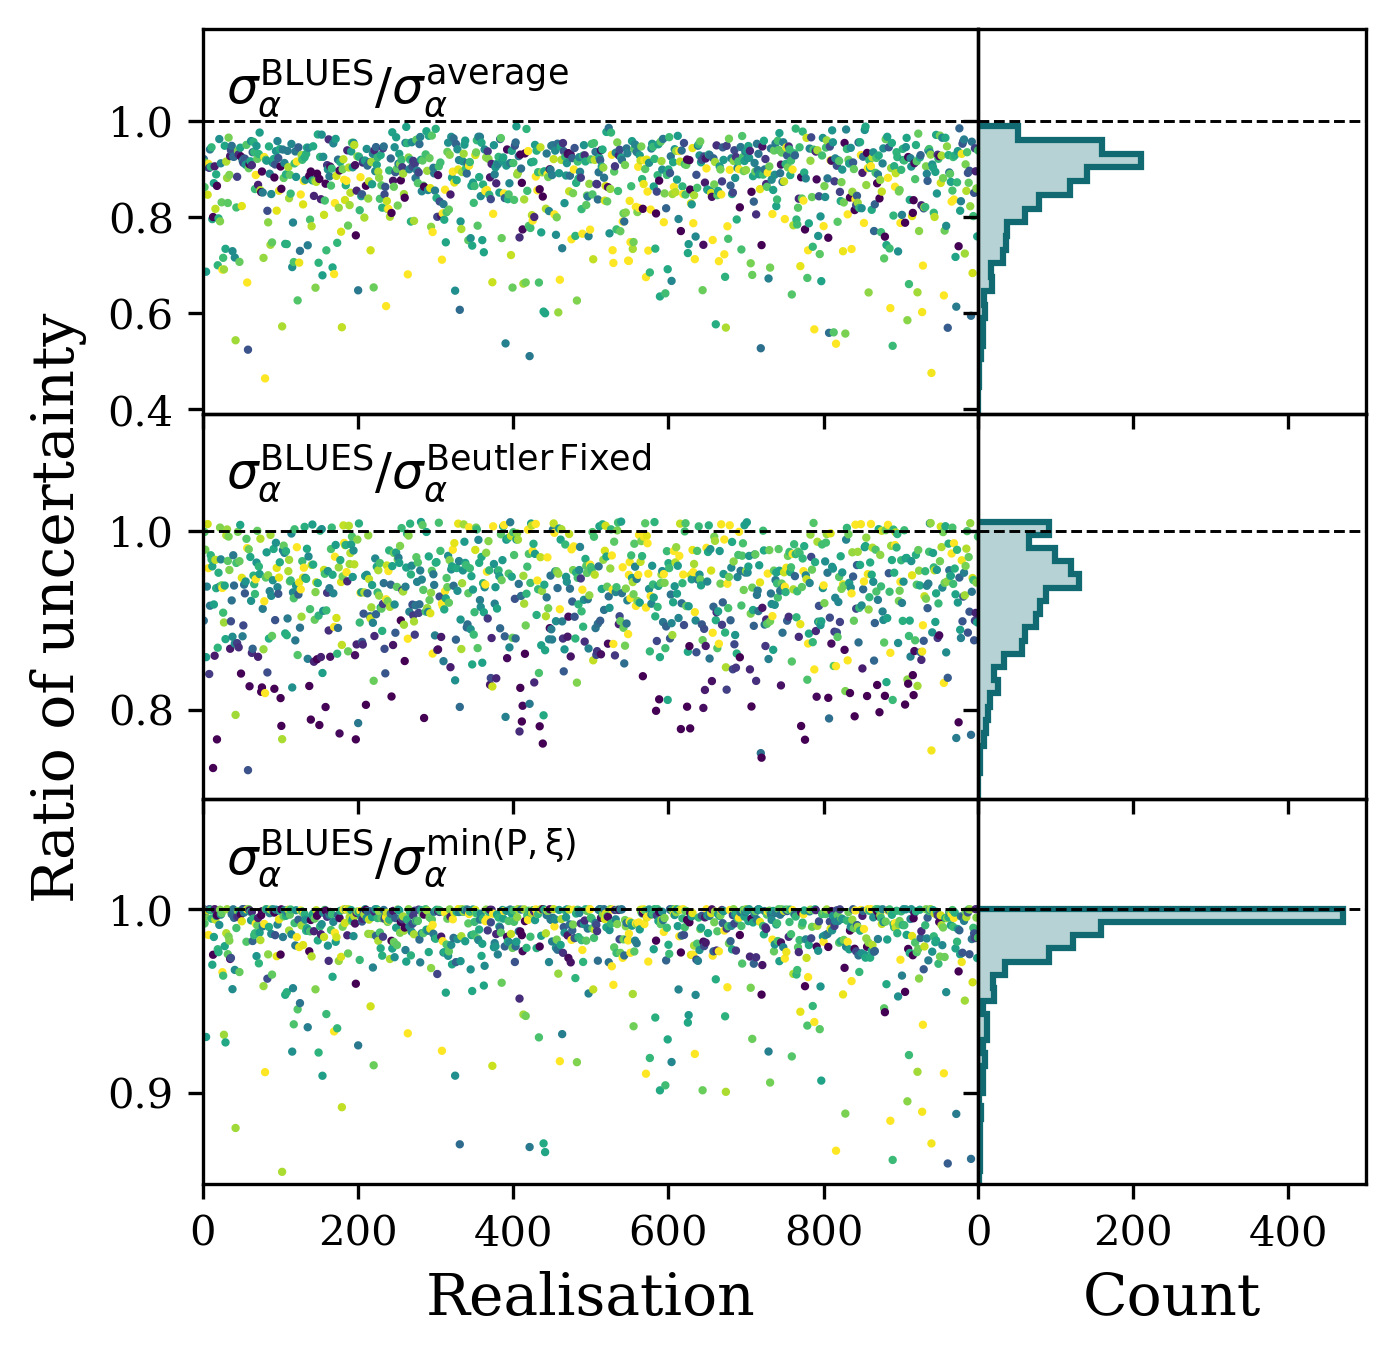 σ_α^BLUES/σ_α^average
1.0
0.8
0.6
0.4
σ_α^BLUES/σ_α^Beutler Fixed
1.0
0.8
σ_α^BLUES/σ_α^min(P, ξ)
1.0
0.9
Ratio of uncertainty
0 200 400 600 800 0 200 400
Realisation Count